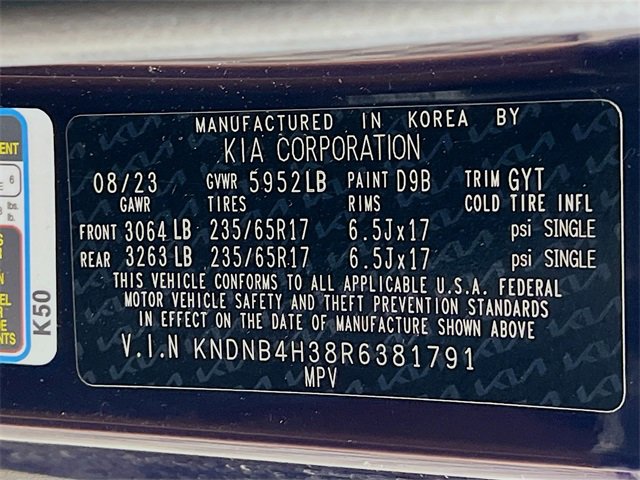 MANUFACTURED IN KOREA BY
KIA CORPORATION
08/23 GVWR 5952LB PAINT D9B TRIM GYT
GAWR TIRES RIMS COLD TIRE INFL
FRONT 3064 LB 235/65R17 6.5Jx17 psi SINGLE
REAR 3263 LB 235/65R17 6.5Jx17 psi SINGLE
THIS VEHICLE CONFORMS TO ALL APPLICABLE U.S.A. FEDERAL
MOTOR VEHICLE SAFETY AND THEFT PREVENTION STANDARDS
IN EFFECT ON THE DATE OF MANUFACTURE SHOWN ABOVE
V.I.N KNDNB4H38R6381791
MPV
K50
6
lbs.
lb.